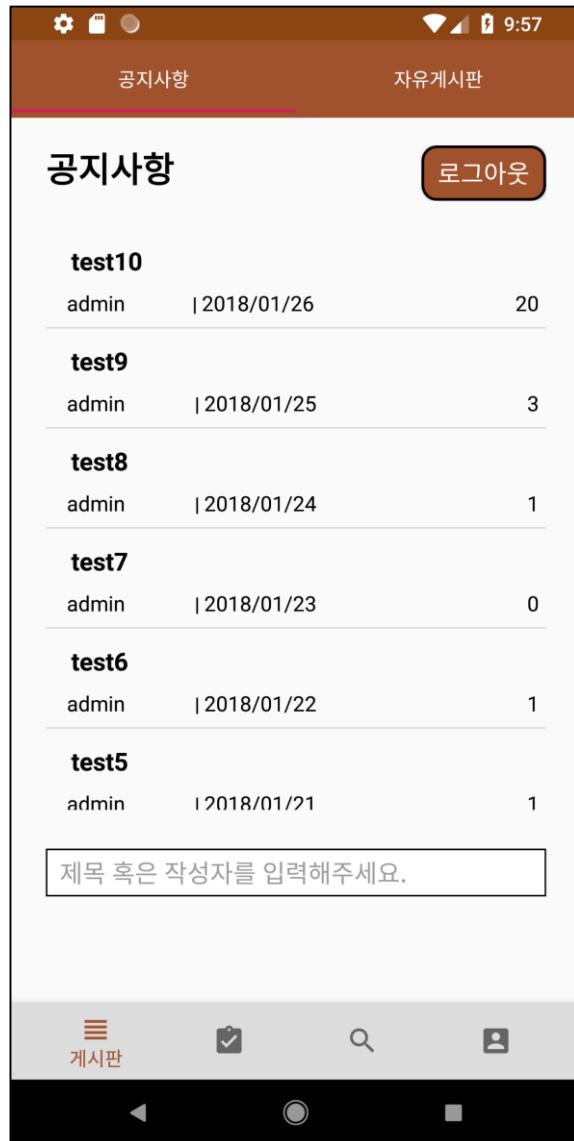 9:57
공지사항 자유게시판
공지사항 로그아웃
test10
admin | 2018/01/26 20
test9
admin | 2018/01/25 3
test8
admin | 2018/01/24 1
test7
admin | 2018/01/23 0
test6
admin | 2018/01/22 1
test5
admin | 2018/01/21 1
제목 혹은 작성자를 입력해주세요.
게시판